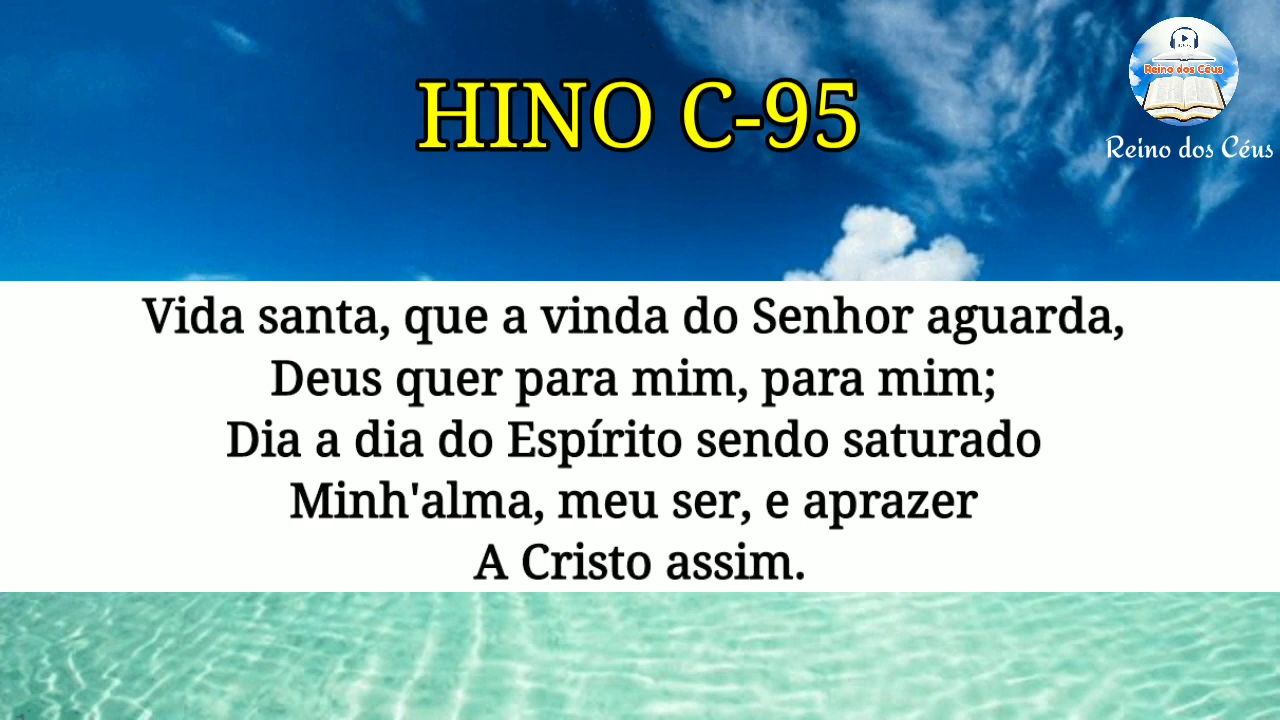 HINO C-95
Reino dos Céus
Reino dos Céus
Vida santa, que a vinda do Senhor aguarda,
Deus quer para mim, para mim;
Dia a dia do Espírito sendo saturado
Minh'alma, meu ser, e aprazer
A Cristo assim.